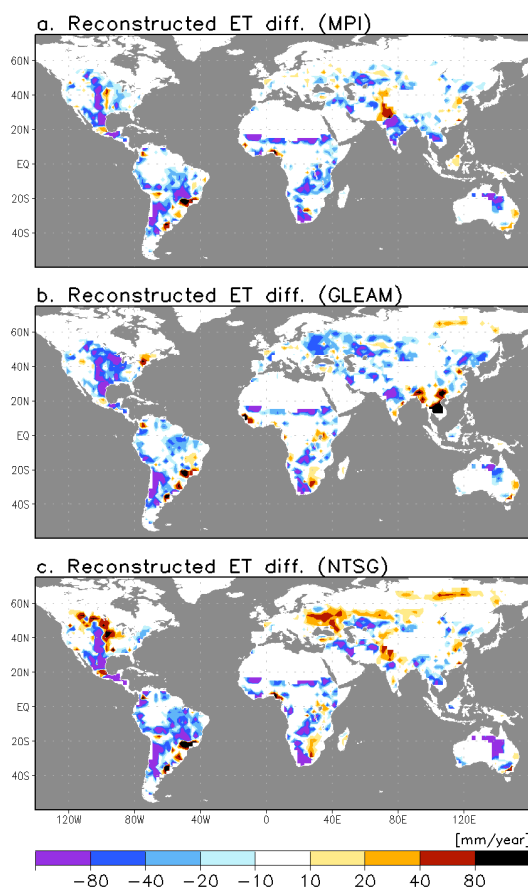 a. Reconstructed ET diff. (MPI)
60N
40N
20N
EQ
20S
40S
b. Reconstructed ET diff. (GLEAM)
60N
40N
20N
EQ
20S
40S
c. Reconstructed ET diff. (NTSG)
60N
40N
20N
EQ
20S
40S
120W 80W 40W 0 40E 80E 120E
[mm/year]
−80 −40 −20 −10 10 20 40 80